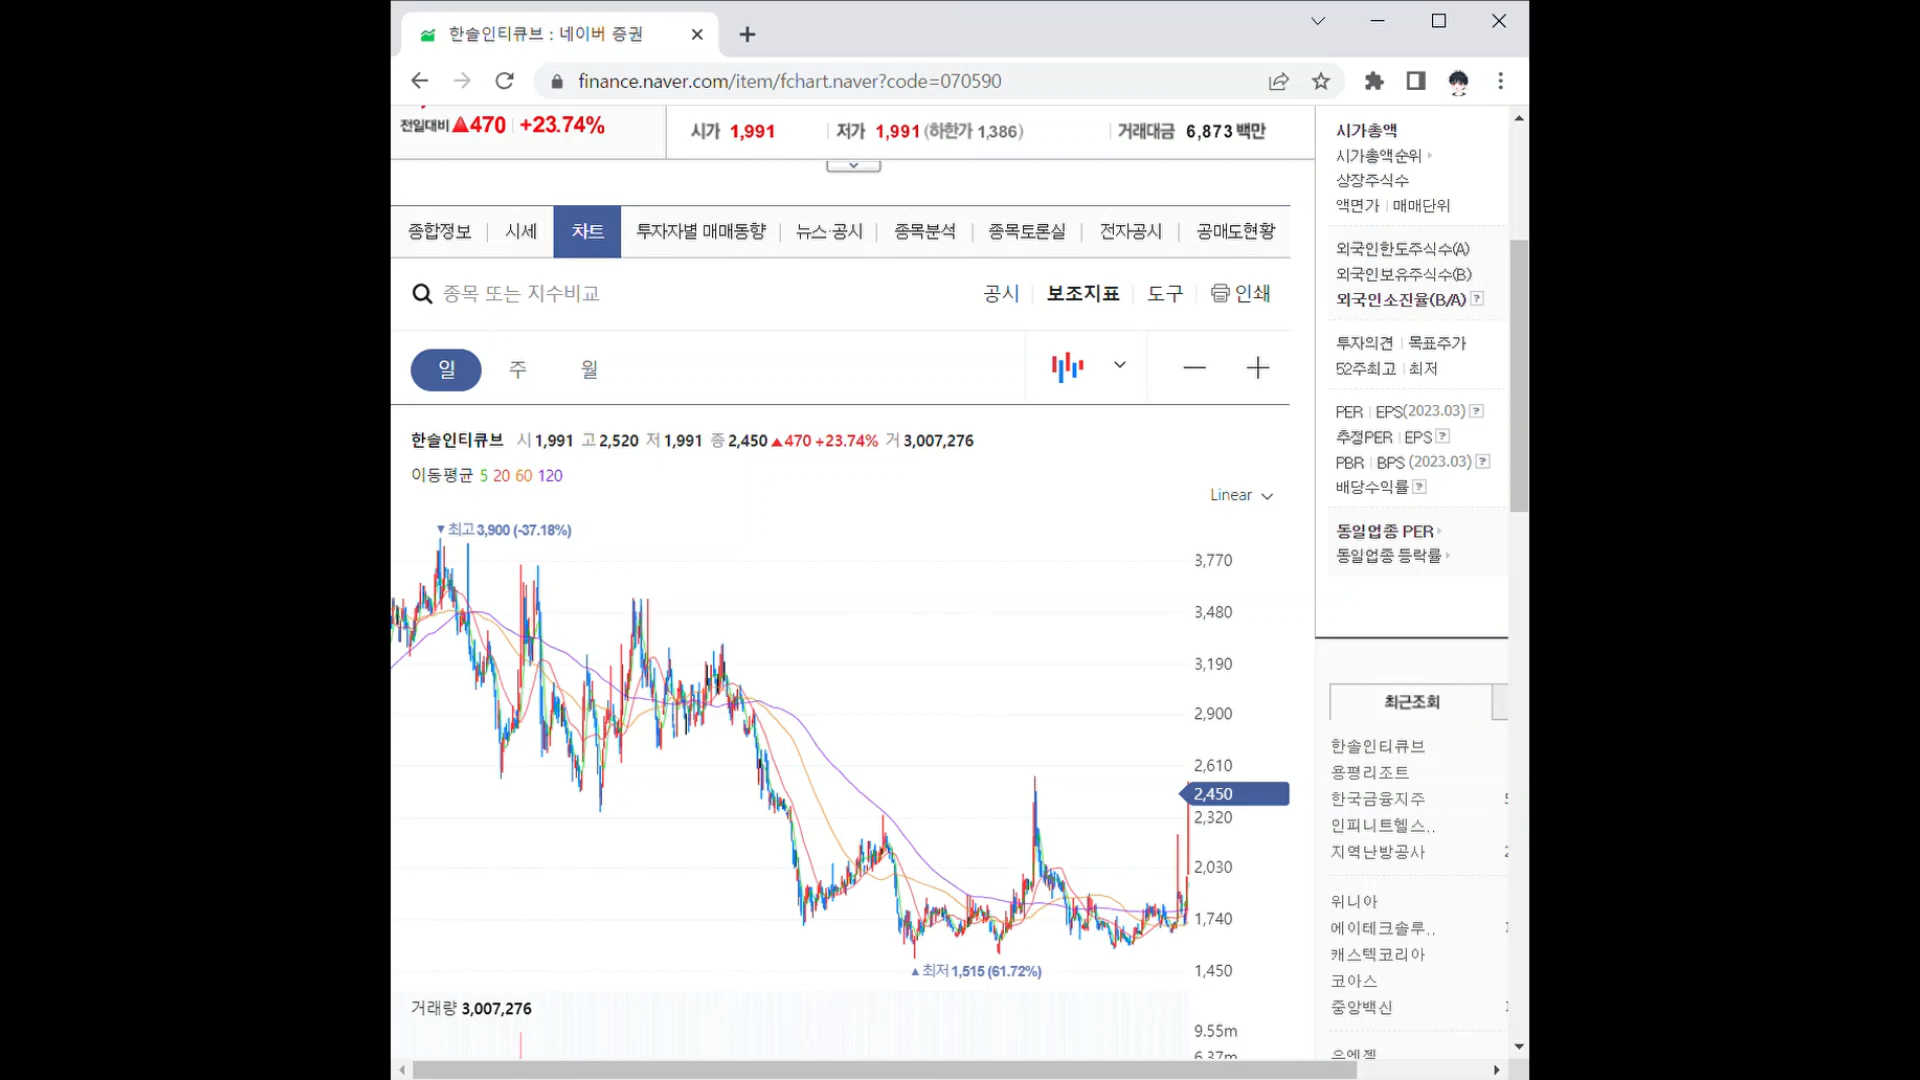 한솔인티큐브 : 네이버 증권
finance.naver.com/item/fchart.naver?code=070590
전일대비 ▲470 +23.74%
시가 1,991 저가 1,991 (하한가 1,386) 거래대금 6,873 백만
종합정보 시세 차트 투자자별 매매동향 뉴스·공시 종목분석 종목토론실 전자공시 공매도현황
종목 또는 지수비교 공시 보조지표 도구 인쇄
일 주 월
한솔인티큐브 시 1,991 고 2,520 저 1,991 종 2,450 ▲470 +23.74% 거 3,007,276
이동평균 5 20 60 120
Linear
▼최고 3,900 (-37.18%)
3,770
3,480
3,190
2,900
2,610
2,450
2,320
2,030
1,740
▲최저 1,515 (61.72%)
1,450
거래량 3,007,276
9.55m
6.37m
시가총액
시가총액순위
상장주식수
액면가 매매단위
외국인한도주식수(A)
외국인보유주식수(B)
외국인소진율(B/A) ?
투자의견 목표주가
52주최고 최저
PER EPS(2023.03) ?
추정PER EPS ?
PBR BPS (2023.03) ?
배당수익률 ?
동일업종 PER
동일업종 등락률
최근조회
한솔인티큐브
용평리조트
한국금융지주
인피니트헬스..
지역난방공사
위니아
에이테크솔루..
캐스텍코리아
코아스
중앙백신